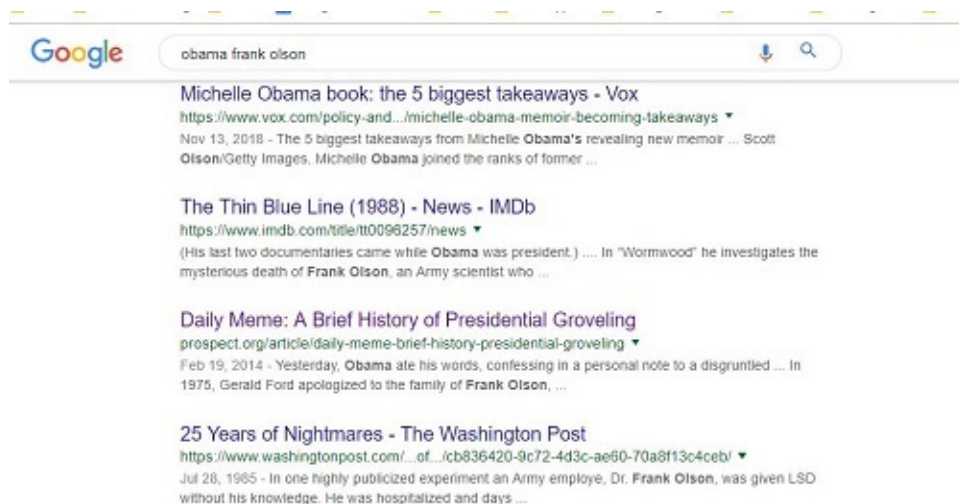 Google
obama frank olson
Michelle Obama book: the 5 biggest takeaways - Vox
https://www.vox.com/policy-and.../michelle-obama-memoir-becoming-takeaways
Nov 13, 2018 - The 5 biggest takeaways from Michelle Obama's revealing new memoir ... Scott
Olson/Getty Images. Michelle Obama joined the ranks of former ...
The Thin Blue Line (1988) - News - IMDb
https://www.imdb.com/title/tt0096257/news
(His last two documentaries came while Obama was president.) .... In "Wormwood" he investigates the
mysterious death of Frank Olson, an Army scientist who ...
Daily Meme: A Brief History of Presidential Groveling
prospect.org/article/daily-meme-brief-history-presidential-groveling
Feb 19, 2014 - Yesterday, Obama ate his words, confessing in a personal note to a disgruntled ... In
1975, Gerald Ford apologized to the family of Frank Olson, ...
25 Years of Nightmares - The Washington Post
https://www.washingtonpost.com/...of.../cb836420-9c72-4d3c-ae60-70a8f13c4ceb/
Jul 28, 1985 - In one highly publicized experiment an Army employe, Dr. Frank Olson, was given LSD
without his knowledge. He was hospitalized and days ...